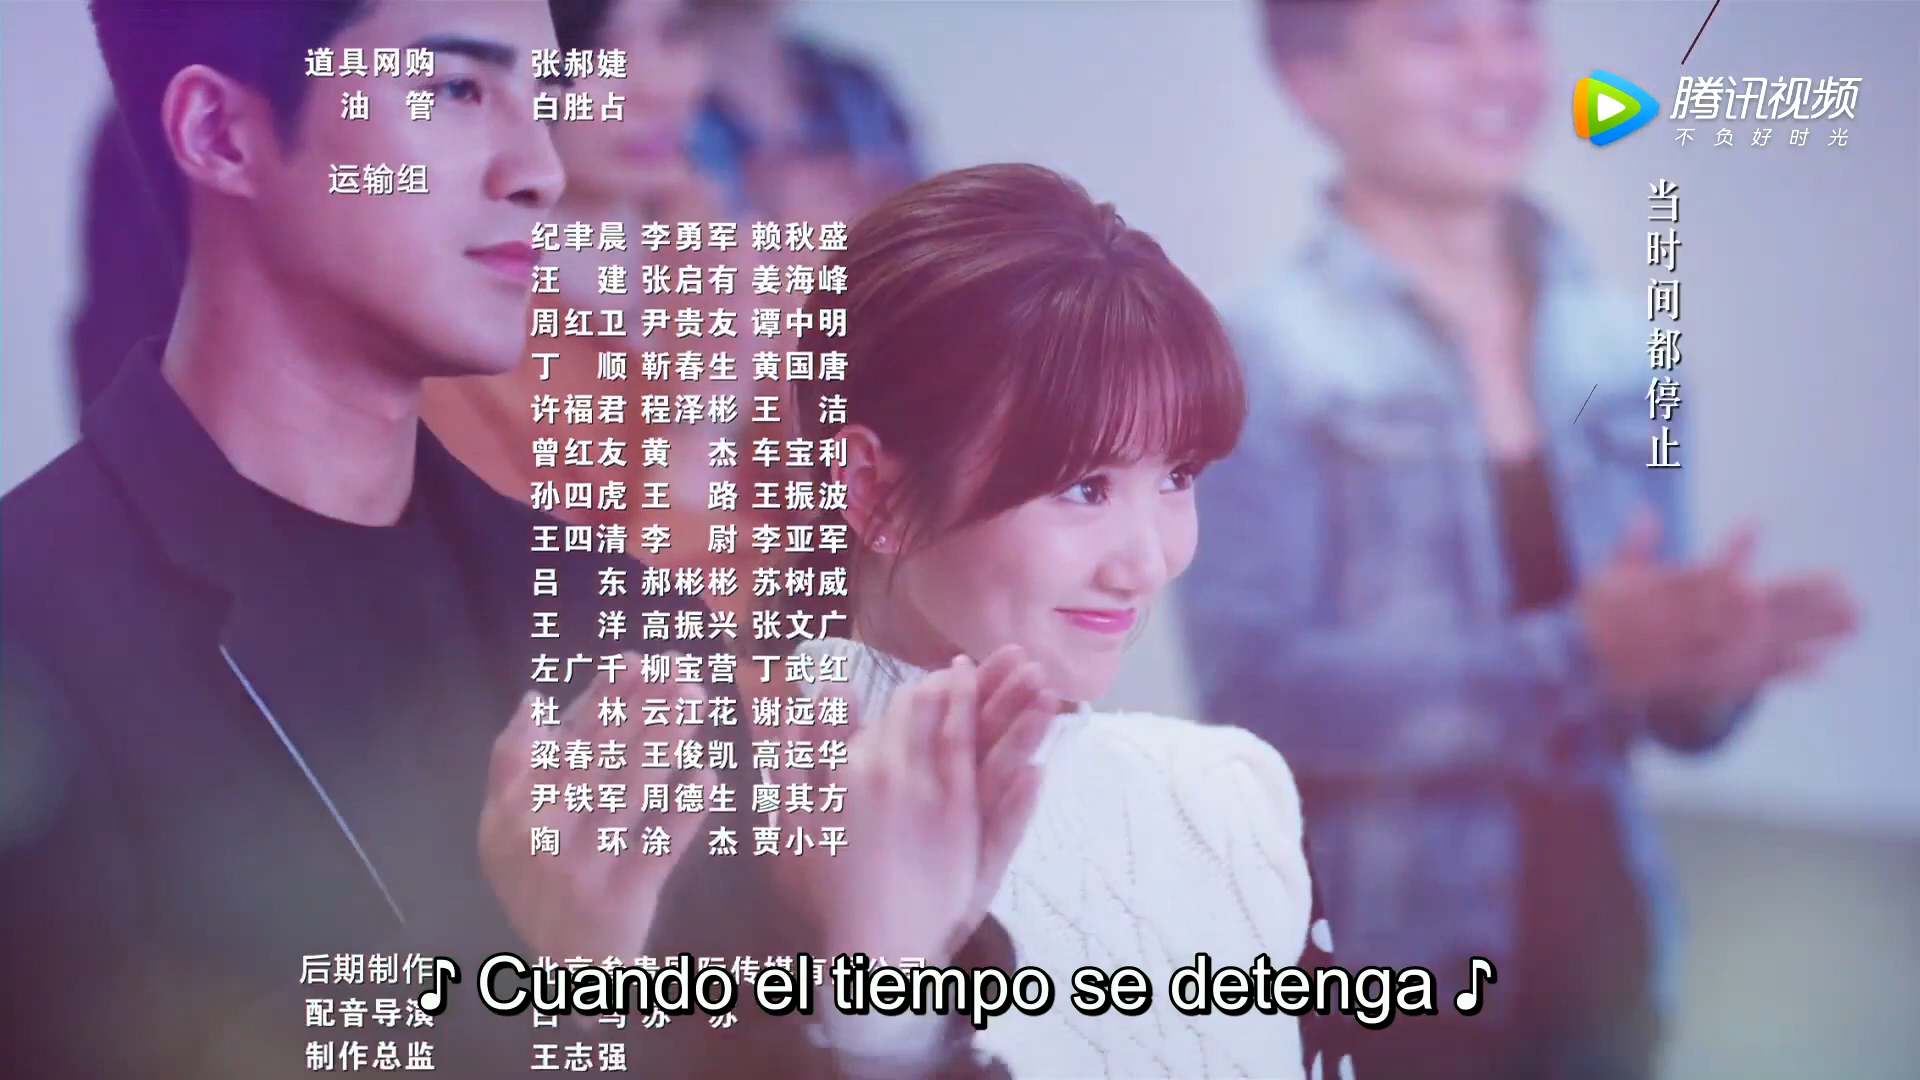 道具网购 张郝婕
油 管 白胜占
运输组
纪聿晨 李勇军 赖秋盛
汪 建 张启有 姜海峰
周红卫 尹贵友 谭中明
丁 顺 靳春生 黄国唐
许福君 程泽彬 王 洁
曾红友 黄 杰 车宝利
孙四虎 王 路 王振波
王四清 李 尉 李亚军
吕 东 郝彬彬 苏树威
王 洋 高振兴 张文广
左广千 柳宝营 丁武红
杜 林 云江花 谢远雄
梁春志 王俊凯 高运华
尹铁军 周德生 廖其方
陶 环 涂 杰 贾小平
后期制作
配音导演
制作总监 王志强
腾讯视频
不负好时光
当时间都停止
♪ Cuando el tiempo se detenga ♪